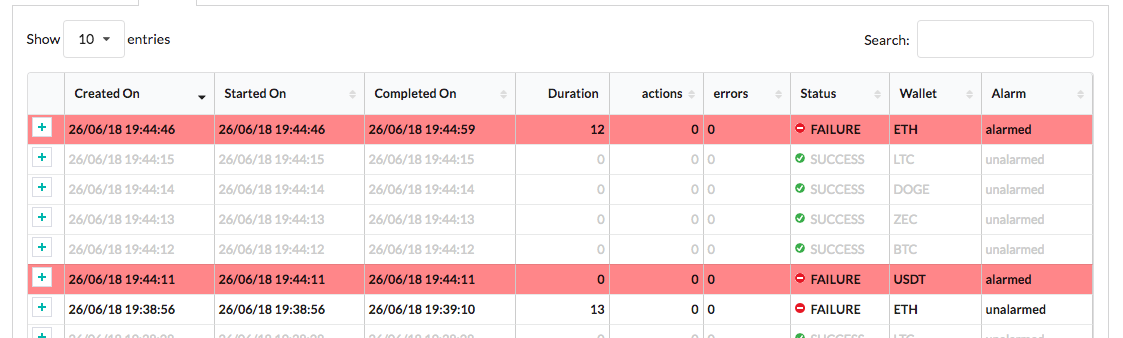 Show 10 entries Search:
Created On Started On Completed On Duration actions errors Status Wallet Alarm
26/06/18 19:44:46 26/06/18 19:44:46 26/06/18 19:44:59 12 0 0 FAILURE ETH alarmed
26/06/18 19:44:15 26/06/18 19:44:15 26/06/18 19:44:15 0 0 0 SUCCESS LTC unalarmed
26/06/18 19:44:14 26/06/18 19:44:14 26/06/18 19:44:14 0 0 0 SUCCESS DOGE unalarmed
26/06/18 19:44:13 26/06/18 19:44:13 26/06/18 19:44:13 0 0 0 SUCCESS ZEC unalarmed
26/06/18 19:44:12 26/06/18 19:44:12 26/06/18 19:44:12 0 0 0 SUCCESS BTC unalarmed
26/06/18 19:44:11 26/06/18 19:44:11 26/06/18 19:44:11 0 0 0 FAILURE USDT alarmed
26/06/18 19:38:56 26/06/18 19:38:56 26/06/18 19:39:10 13 0 0 FAILURE ETH unalarmed